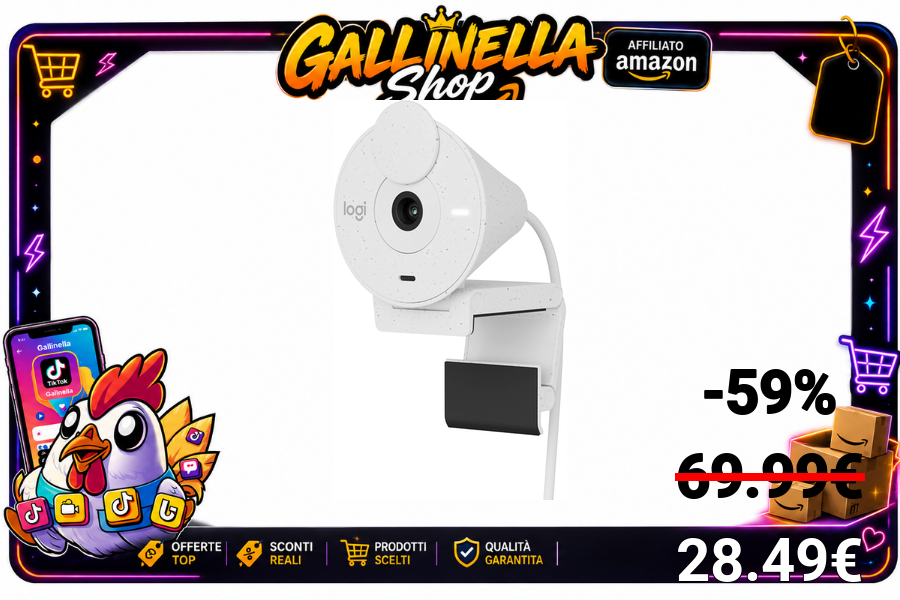 GALLINELLA
Shop
AFFILIATO
amazon
logi
Gallinella
TikTok
Gallinella
-59%
69.99€
28.49€
OFFERTE
TOP
SCONTI
REALI
PRODOTTI
SCELTI
QUALITÀ
GARANTITA